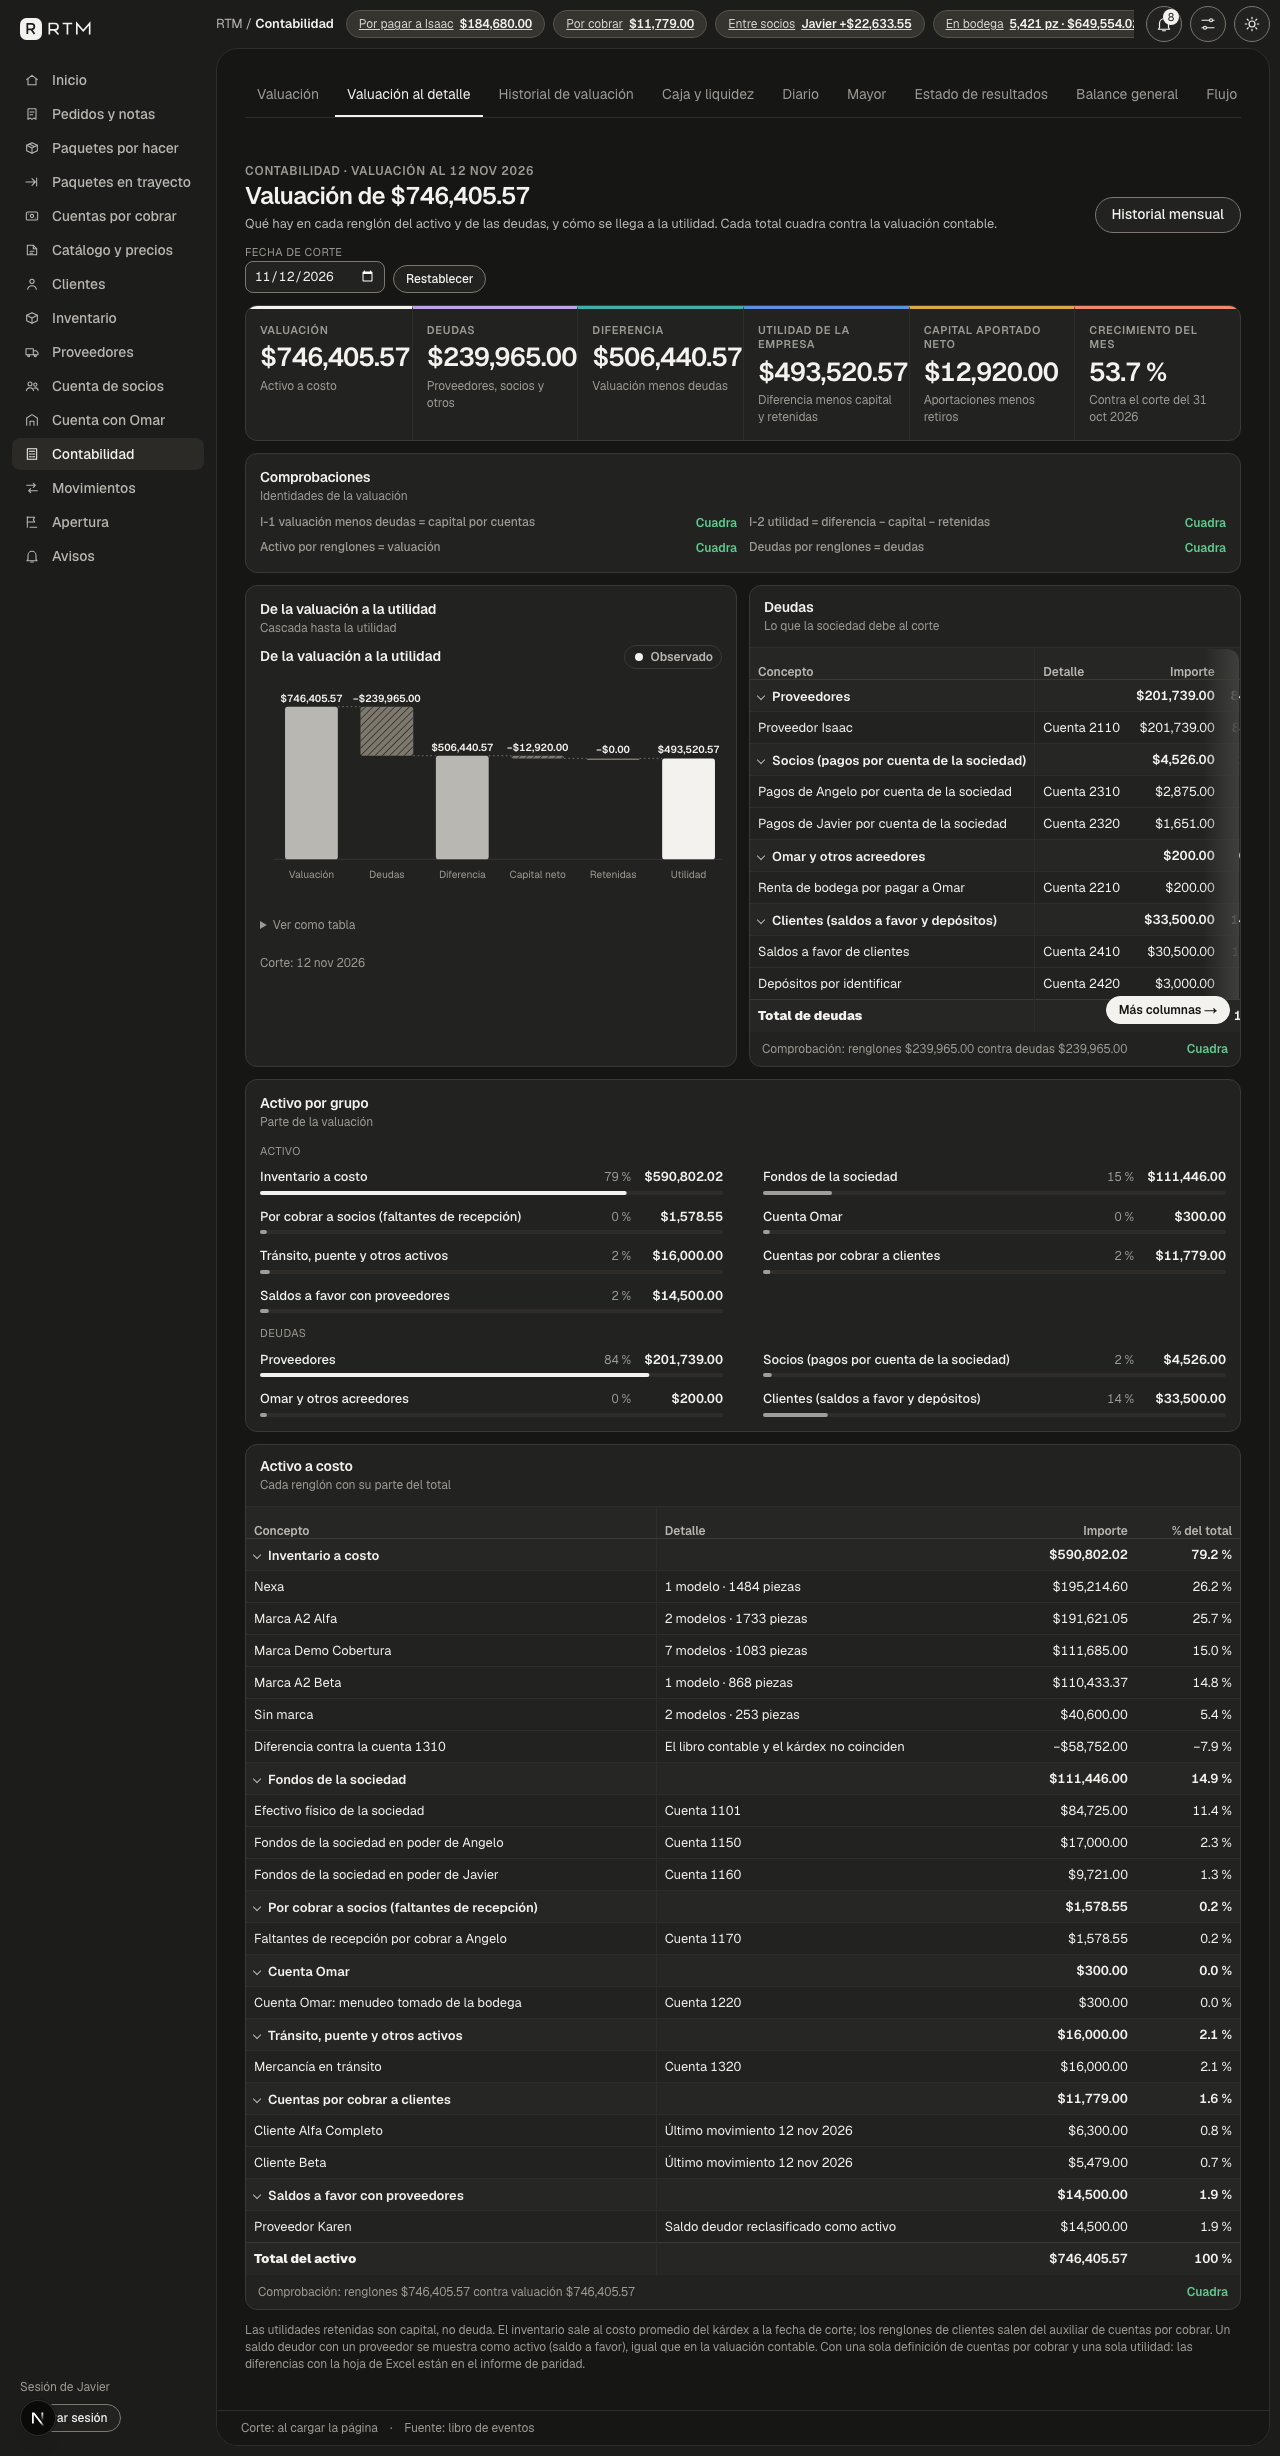 R RTM
RTM / Contabilidad
Por pagar a Isaac $184,680.00
Por cobrar $11,779.00
Entre socios Javier +$22,633.55
En bodega 5,421 pz · $649,554.0
8
Inicio
Pedidos y notas
Paquetes por hacer
Paquetes en trayecto
Cuentas por cobrar
Catálogo y precios
Clientes
Inventario
Proveedores
Cuenta de socios
Cuenta con Omar
Contabilidad
Movimientos
Apertura
Avisos
Valuación
Valuación al detalle
Historial de valuación
Caja y liquidez
Diario
Mayor
Estado de resultados
Balance general
Flujo
CONTABILIDAD · VALUACIÓN AL 12 NOV 2026
Valuación de $746,405.57
Qué hay en cada renglón del activo y de las deudas, y cómo se llega a la utilidad. Cada total cuadra contra la valuación contable.
Historial mensual
FECHA DE CORTE
11/12/2026
Restablecer
VALUACIÓN
$746,405.57
Activo a costo
DEUDAS
$239,965.00
Proveedores, socios y
otros
DIFERENCIA
$506,440.57
Valuación menos deudas
UTILIDAD DE LA
EMPRESA
$493,520.57
Diferencia menos capital
y retenidas
CAPITAL APORTADO
NETO
$12,920.00
Aportaciones menos
retiros
CRECIMIENTO DEL
MES
53.7 %
Contra el corte del 31
oct 2026
Comprobaciones
Identidades de la valuación
I-1 valuación menos deudas = capital por cuentas Cuadra
I-2 utilidad = diferencia − capital − retenidas Cuadra
Activo por renglones = valuación Cuadra
Deudas por renglones = deudas Cuadra
De la valuación a la utilidad
Cascada hasta la utilidad
De la valuación a la utilidad
Observado
$746,405.57 −$239,965.00
$506,440.57 −$12,920.00 −$0.00 $493,520.57
Valuación Deudas Diferencia Capital neto Retenidas Utilidad
Ver como tabla
Corte: 12 nov 2026
Deudas
Lo que la sociedad debe al corte
Concepto Detalle Importe
Proveedores $201,739.00
Proveedor Isaac Cuenta 2110 $201,739.00
Socios (pagos por cuenta de la sociedad) $4,526.00
Pagos de Angelo por cuenta de la sociedad Cuenta 2310 $2,875.00
Pagos de Javier por cuenta de la sociedad Cuenta 2320 $1,651.00
Omar y otros acreedores $200.00
Renta de bodega por pagar a Omar Cuenta 2210 $200.00
Clientes (saldos a favor y depósitos) $33,500.00
Saldos a favor de clientes Cuenta 2410 $30,500.00
Depósitos por identificar Cuenta 2420 $3,000.00
Más columnas →
Total de deudas
Comprobación: renglones $239,965.00 contra deudas $239,965.00 Cuadra
Activo por grupo
Parte de la valuación
ACTIVO
Inventario a costo 79 % $590,802.02
Fondos de la sociedad 15 % $111,446.00
Por cobrar a socios (faltantes de recepción) 0 % $1,578.55
Cuenta Omar 0 % $300.00
Tránsito, puente y otros activos 2 % $16,000.00
Cuentas por cobrar a clientes 2 % $11,779.00
Saldos a favor con proveedores 2 % $14,500.00
DEUDAS
Proveedores 84 % $201,739.00
Socios (pagos por cuenta de la sociedad) 2 % $4,526.00
Omar y otros acreedores 0 % $200.00
Clientes (saldos a favor y depósitos) 14 % $33,500.00
Activo a costo
Cada renglón con su parte del total
Concepto Detalle Importe % del total
Inventario a costo $590,802.02 79.2 %
Nexa 1 modelo · 1484 piezas $195,214.60 26.2 %
Marca A2 Alfa 2 modelos · 1733 piezas $191,621.05 25.7 %
Marca Demo Cobertura 7 modelos · 1083 piezas $111,685.00 15.0 %
Marca A2 Beta 1 modelo · 868 piezas $110,433.37 14.8 %
Sin marca 2 modelos · 253 piezas $40,600.00 5.4 %
Diferencia contra la cuenta 1310 El libro contable y el kárdex no coinciden −$58,752.00 −7.9 %
Fondos de la sociedad $111,446.00 14.9 %
Efectivo físico de la sociedad Cuenta 1101 $84,725.00 11.4 %
Fondos de la sociedad en poder de Angelo Cuenta 1150 $17,000.00 2.3 %
Fondos de la sociedad en poder de Javier Cuenta 1160 $9,721.00 1.3 %
Por cobrar a socios (faltantes de recepción) $1,578.55 0.2 %
Faltantes de recepción por cobrar a Angelo Cuenta 1170 $1,578.55 0.2 %
Cuenta Omar $300.00 0.0 %
Cuenta Omar: menudeo tomado de la bodega Cuenta 1220 $300.00 0.0 %
Tránsito, puente y otros activos $16,000.00 2.1 %
Mercancía en tránsito Cuenta 1320 $16,000.00 2.1 %
Cuentas por cobrar a clientes $11,779.00 1.6 %
Cliente Alfa Completo Último movimiento 12 nov 2026 $6,300.00 0.8 %
Cliente Beta Último movimiento 12 nov 2026 $5,479.00 0.7 %
Saldos a favor con proveedores $14,500.00 1.9 %
Proveedor Karen Saldo deudor reclasificado como activo $14,500.00 1.9 %
Total del activo $746,405.57 100 %
Comprobación: renglones $746,405.57 contra valuación $746,405.57 Cuadra
Las utilidades retenidas son capital, no deuda. El inventario sale al costo promedio del kárdex a la fecha de corte; los renglones de clientes salen del auxiliar de cuentas por cobrar. Un
saldo deudor con un proveedor se muestra como activo (saldo a favor), igual que en la valuación contable. Con una sola definición de cuentas por cobrar y una sola utilidad: las
diferencias con la hoja de Excel están en el informe de paridad.
Sesión de Javier
N ar sesión
Corte: al cargar la página · Fuente: libro de eventos